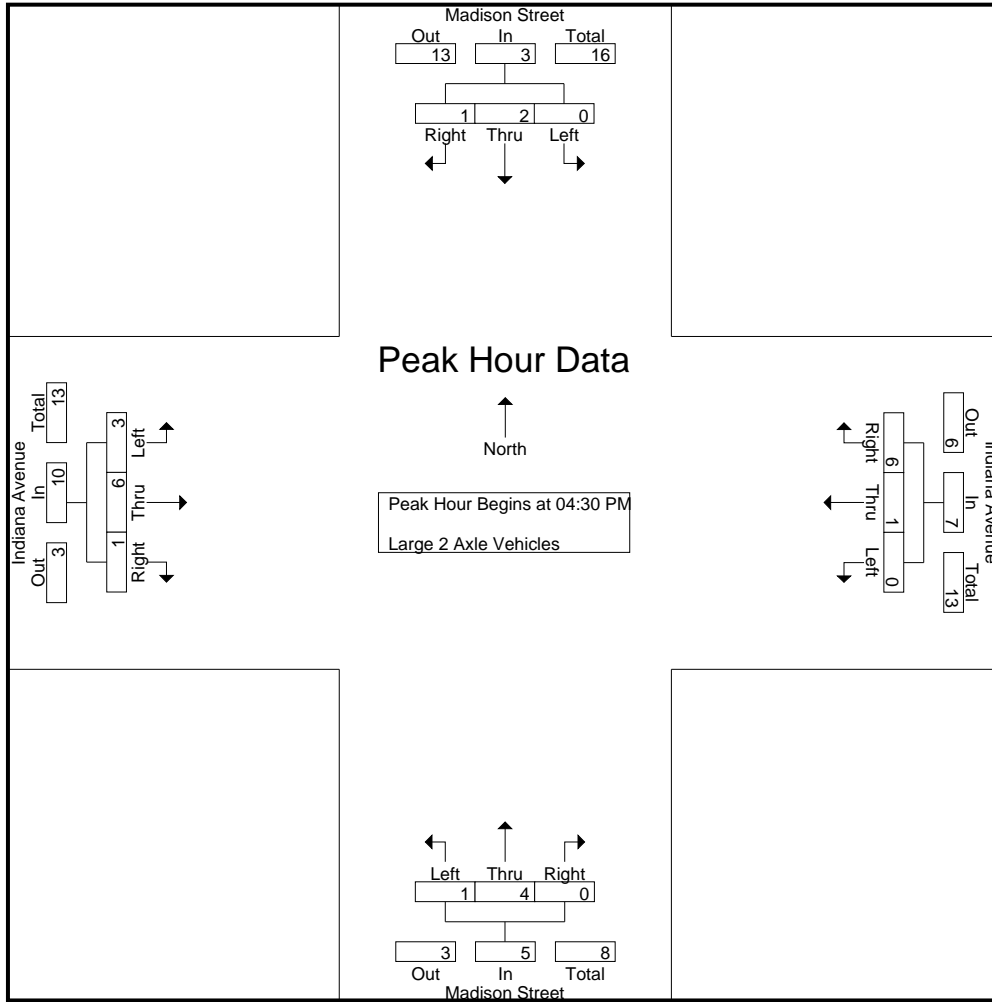 Madison Street
Out In Total
13 3 16
1 2 0
Right Thru Left
Peak Hour Data
North
Peak Hour Begins at 04:30 PM
Large 2 Axle Vehicles
Indiana Avenue
Out In Total
3 10 13
1 6 3
Right Thru Left
Indiana Avenue
Out In Total
6 7 13
6 1 0
Right Thru Left
Left Thru Right
1 4 0
3 5 8
Out In Total
Madison Street